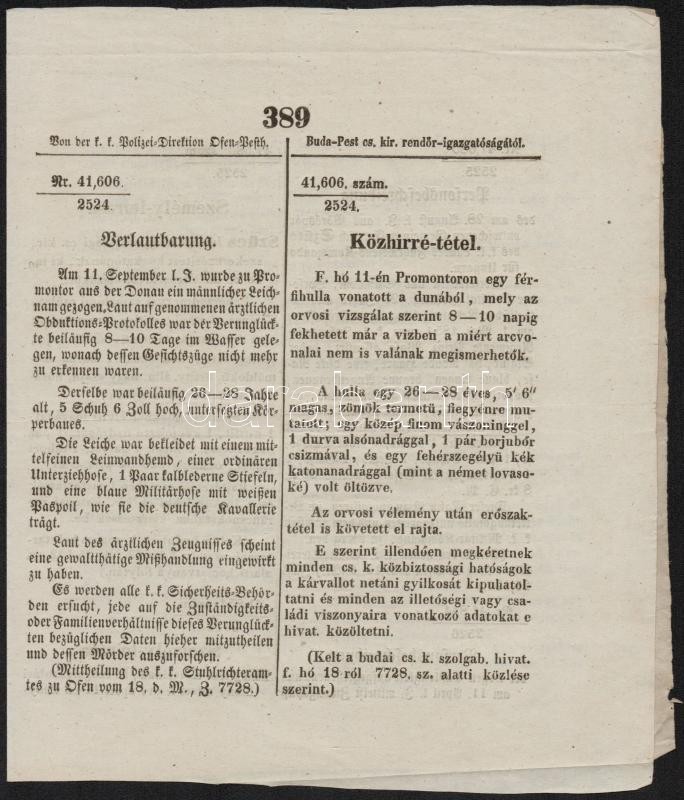 389
Von der k. k. Polizei-Direktion Ofen-Pesth.
Nr. 41,606.
2524.
Verlautbarung.
Am 11. September l. J. wurde zu Pro-
montor aus der Donau ein männlicher Leich-
nam gezogen. Laut aufgenommenen ärztlichen
Obduktions-Protokolles war der Verunglück-
te beiläufig 8—10 Tage im Wasser gele-
gen, wonach dessen Gesichtszüge nicht mehr
zu erkennen waren.
Derselbe war beiläufig 26—28 Jahre
alt, 5 Schuh 6 Zoll hoch, untersetzten Kör-
perbaues.
Die Leiche war bekleidet mit einem mit-
telfeinen Leinwandhemd, einer ordinären
Unterziehhose, 1 Paar kalblederne Stiefeln,
und eine blaue Militärhose mit weißen
Paspoil, wie sie die deutsche Kavallerie
trägt.
Laut des ärztlichen Zeugnisses scheint
eine gewaltthätige Mißhandlung eingewirkt
zu haben.
Es werden alle k. k. Sicherheits-Behör-
den ersucht, jede auf die Zuständigkeits-
oder Familienverhältnisse dieses Verunglück-
ten bezüglichen Daten hieher mitzutheilen
und dessen Mörder auszuforschen.
(Mittheilung des k. k. Stuhlrichteram-
tes zu Ofen vom 18. d. M., Z. 7728.)
Buda-Pest cs. kir. rendőr-igazgatóságától.
41,606. szám.
2524.
Közhirré-tétel.
F. hó 11-én Promontoron egy fér-
fihulla vonatott a dunából, mely az
orvosi vizsgálat szerint 8—10 napig
fekhetett már a vizben a miért arcvo-
nalai nem is valának megismerhetők.
A hulla egy 26—28 éves, 5' 6"
magas, zömök termetü, fiegyénre mu-
tatott; egy közép finom vászoninggel,
1 durva alsónadrággal, 1 pár borjubőr
csizmával, és egy fehérszegélyü kék
katonanadrággal (mint a német lovaso-
ké) volt öltözve.
Az orvosi vélemény után erőszak-
tétel is követett el rajta.
E szerint illendően megkéretnek
minden cs. k. közbiztossági hatóságok
a kárvallot netáni gyilkosát kipuhatol-
tatni és minden az illetőségi vagy csa-
ládi viszonyaira vonatkozó adatokat e
hivat. közöltetni.
(Kelt a budai cs. k. szolgab. hivat.
f. hó 18-ról 7728. sz. alatti közlése
szerint.)
darabanth